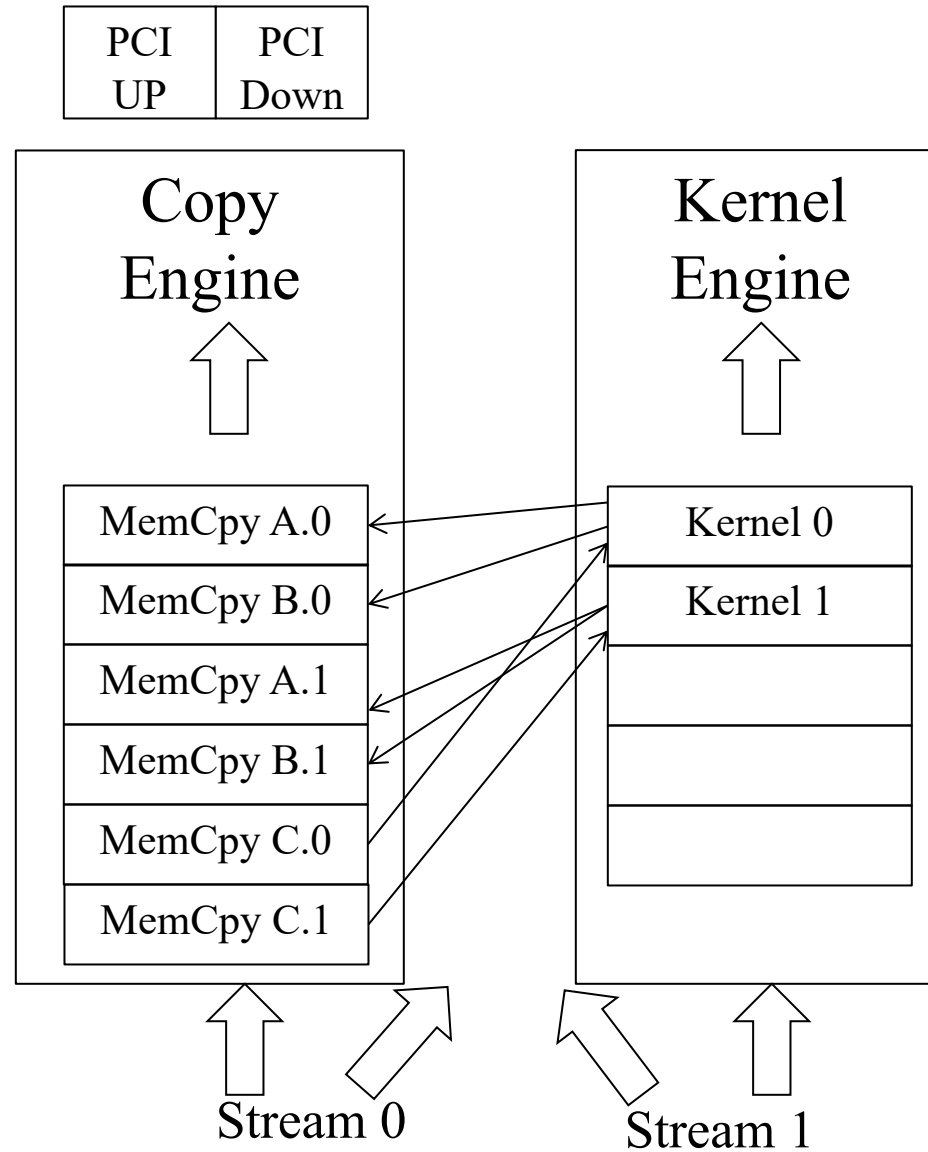 PCI
UP
PCI
Down
Copy
Engine
Kernel
Engine
MemCpy A.0
MemCpy B.0
MemCpy A.1
MemCpy B.1
MemCpy C.0
MemCpy C.1
Kernel 0
Kernel 1
Stream 0
Stream 1